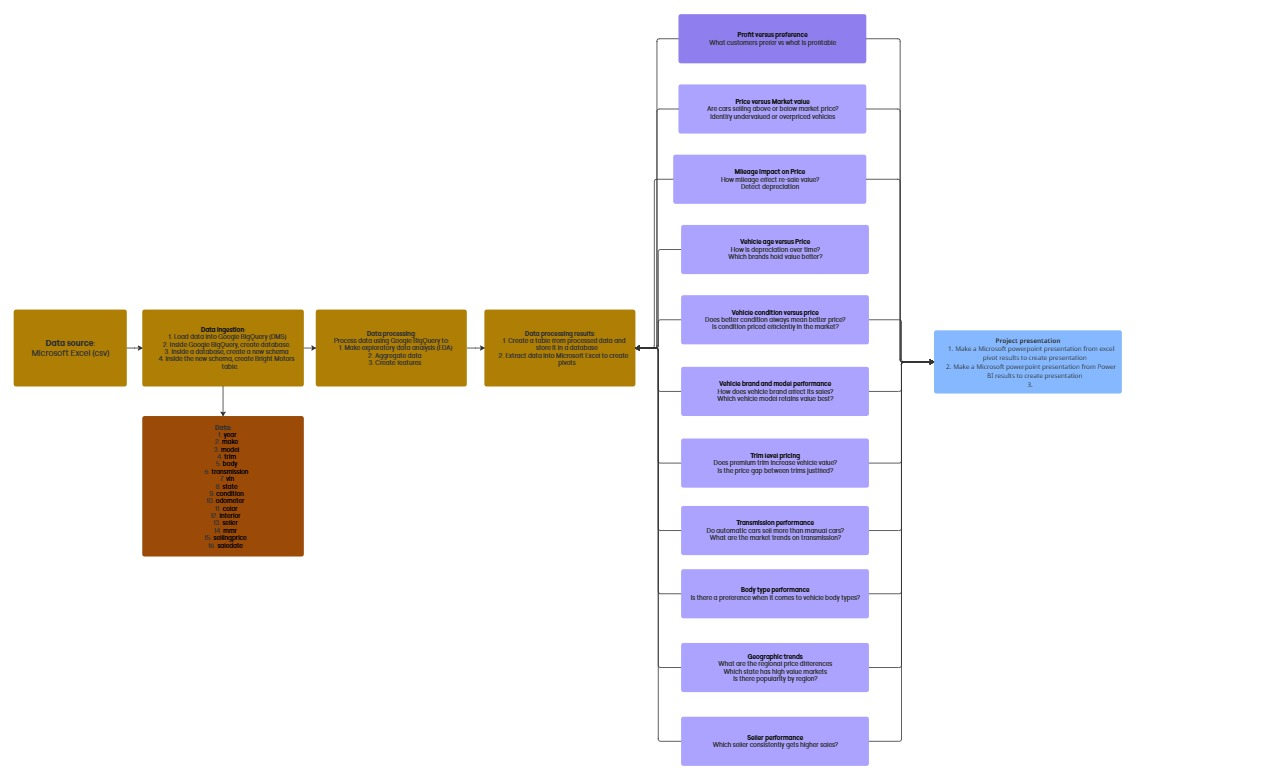 Data source:
Microsoft Excel (csv)
Data ingestion:
1. Load data into Google BigQuery (DMS)
2. Inside Google BigQuery, create database
3. Inside a database, create a new schema
4. Inside the new schema, create Bright Motors
table
Data:
1. year
2. make
3. model
4. trim
5. body
6. transmission
7. vin
8. state
9. condition
10. odometer
11. color
12. interior
13. seller
14. mmr
15. sellingprice
16. saledate
Data processing
Process data using Google BigQuery to:
1. Make exploratory data analysis (EDA)
2. Aggregate data
3. Create features
Data processing results:
1. Create a table from processed data and
store it in a database
2. Extract data into Microsoft Excel to create
pivots
Profit versus preference
What customers prefer vs what is profitable
Price versus Market value
Are cars selling above or below market price?
Identify undervalued or overpriced vehicles
Mileage Impact on Price
How mileage effect re-sale value?
Detect depreciation
Vehicle age versus Price
How is depreciation over time?
Which brands hold value better?
Vehicle condition versus price
Does better condition always mean better price?
Is condition priced efficiently in the market?
Vehicle brand and model performance
How does vehicle brand affect its sales?
Which vehicle model retains value best?
Trim level pricing
Does premium trim increase vehicle value?
Is the price gap between trims justified?
Transmission performance
Do automatic cars sell more than manual cars?
What are the market trends on transmission?
Body type performance
Is there a preference when it comes to vehicle body types?
Geographic trends
What are the regional price differences
Which state has high value markets
Is there popularity by region?
Seller performance
Which seller consistently gets higher sales?
Project presentation
1. Make a Microsoft powerpoint presentation from excel
pivot results to create presentation
2. Make a Microsoft powerpoint presentation from Power
BI results to create presentation
3.